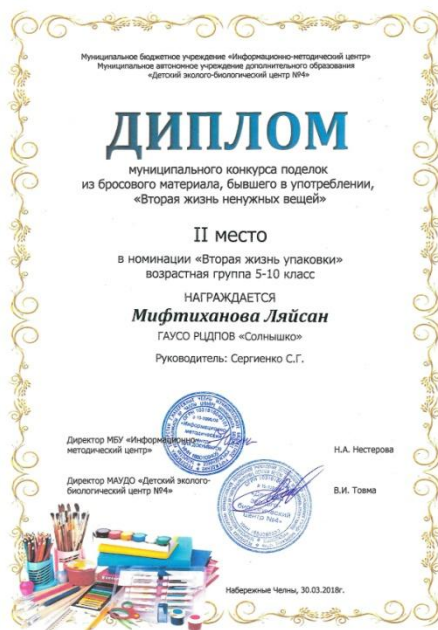 Муниципальное бюджетное учреждение «Информационно-методический центр»
Муниципальное автономное учреждение дополнительного образования
«Детский эколого-биологический центр №4»
ДИПЛОМ
муниципального конкурса поделок
из бросового материала, бывшего в употреблении,
«Вторая жизнь ненужных вещей»
II место
в номинации «Вторая жизнь упаковки»
возрастная группа 5-10 класс
НАГРАЖДАЕТСЯ
Мифтиханова Ляйсан
ГАУСО РЦДПОВ «Солнышко»
Руководитель: Сергиенко С.Г.
Директор МБУ «Информационно-
методический центр»
Н.А. Нестерова
Директор МАУДО «Детский эколого-
биологический центр №4»
В.И. Товма
Центр №4»
Набережные Челны, 30.03.2018г.